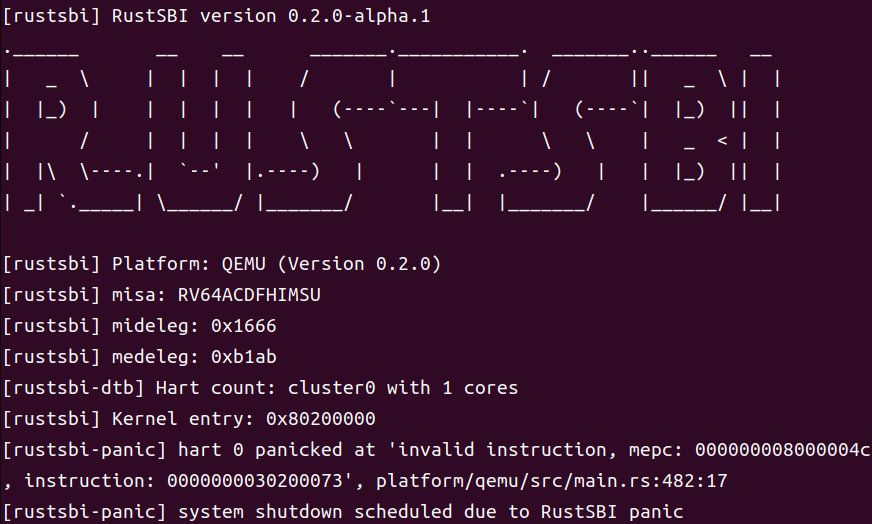 [rustsbi] RustSBI version 0.2.0-alpha.1
.______       __    __      _______.___________.  _______..______   __
|   _  \     |  |  |  |    /       |           | /       ||   _  \ |  |
|  |_)  |    |  |  |  |   |   (----`---|  |----`|   (----`|  |_)  ||  |
|      /     |  |  |  |    \   \       |  |      \   \    |   _  < |  |
|  |\  \----.|  `--'  |.----)   |      |  |  .----)   |   |  |_)  ||  |
| _| `._____| \______/ |_______/       |__|  |_______/    |______/ |__|
[rustsbi] Platform: QEMU (Version 0.2.0)
[rustsbi] misa: RV64ACDFHIMSU
[rustsbi] mideleg: 0x1666
[rustsbi] medeleg: 0xb1ab
[rustsbi-dtb] Hart count: cluster0 with 1 cores
[rustsbi] Kernel entry: 0x80200000
[rustsbi-panic] hart 0 panicked at 'invalid instruction, mepc: 000000008000004c
, instruction: 0000000030200073', platform/qemu/src/main.rs:482:17
[rustsbi-panic] system shutdown scheduled due to RustSBI panic